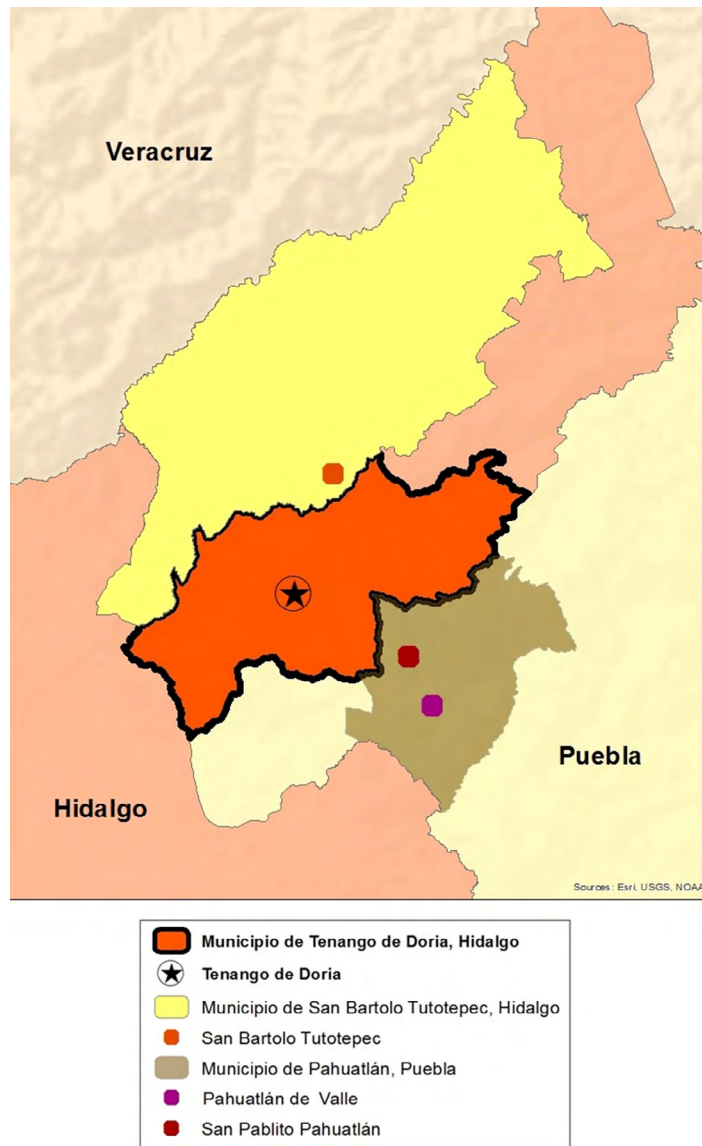 Veracruz
Puebla
Hidalgo
Sources: Esri, USGS, NOAA
Municipio de Tenango de Doria, Hidalgo
Tenango de Doria
Municipio de San Bartolo Tutotepec, Hidalgo
San Bartolo Tutotepec
Municipio de Pahuatlán, Puebla
Pahuatlán de Valle
San Pablito Pahuatlán